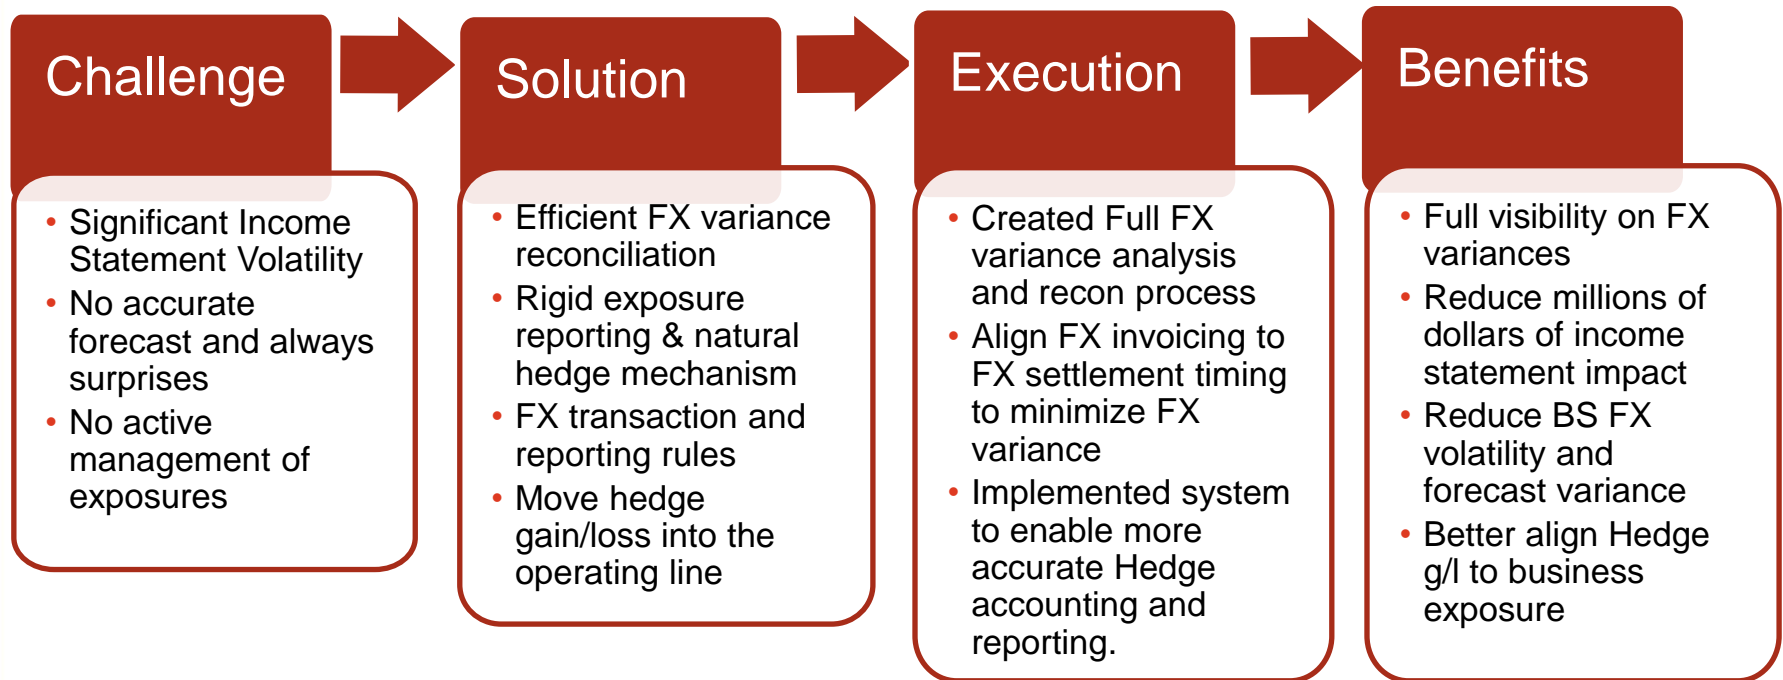 Challenge
• Significant Income
Statement Volatility
• No accurate
forecast and always
surprises
• No active
management of
exposures
Solution
• Efficient FX variance
reconciliation
• Rigid exposure
reporting & natural
hedge mechanism
• FX transaction and
reporting rules
• Move hedge
gain/loss into the
operating line
Execution
• Created Full FX
variance analysis
and recon process
• Align FX invoicing to
FX settlement timing
to minimize FX
variance
• Implemented system
to enable more
accurate Hedge
accounting and
reporting.
Benefits
• Full visibility on FX
variances
• Reduce millions of
dollars of income
statement impact
• Reduce BS FX
volatility and
forecast variance
• Better align Hedge
g/l to business
exposure